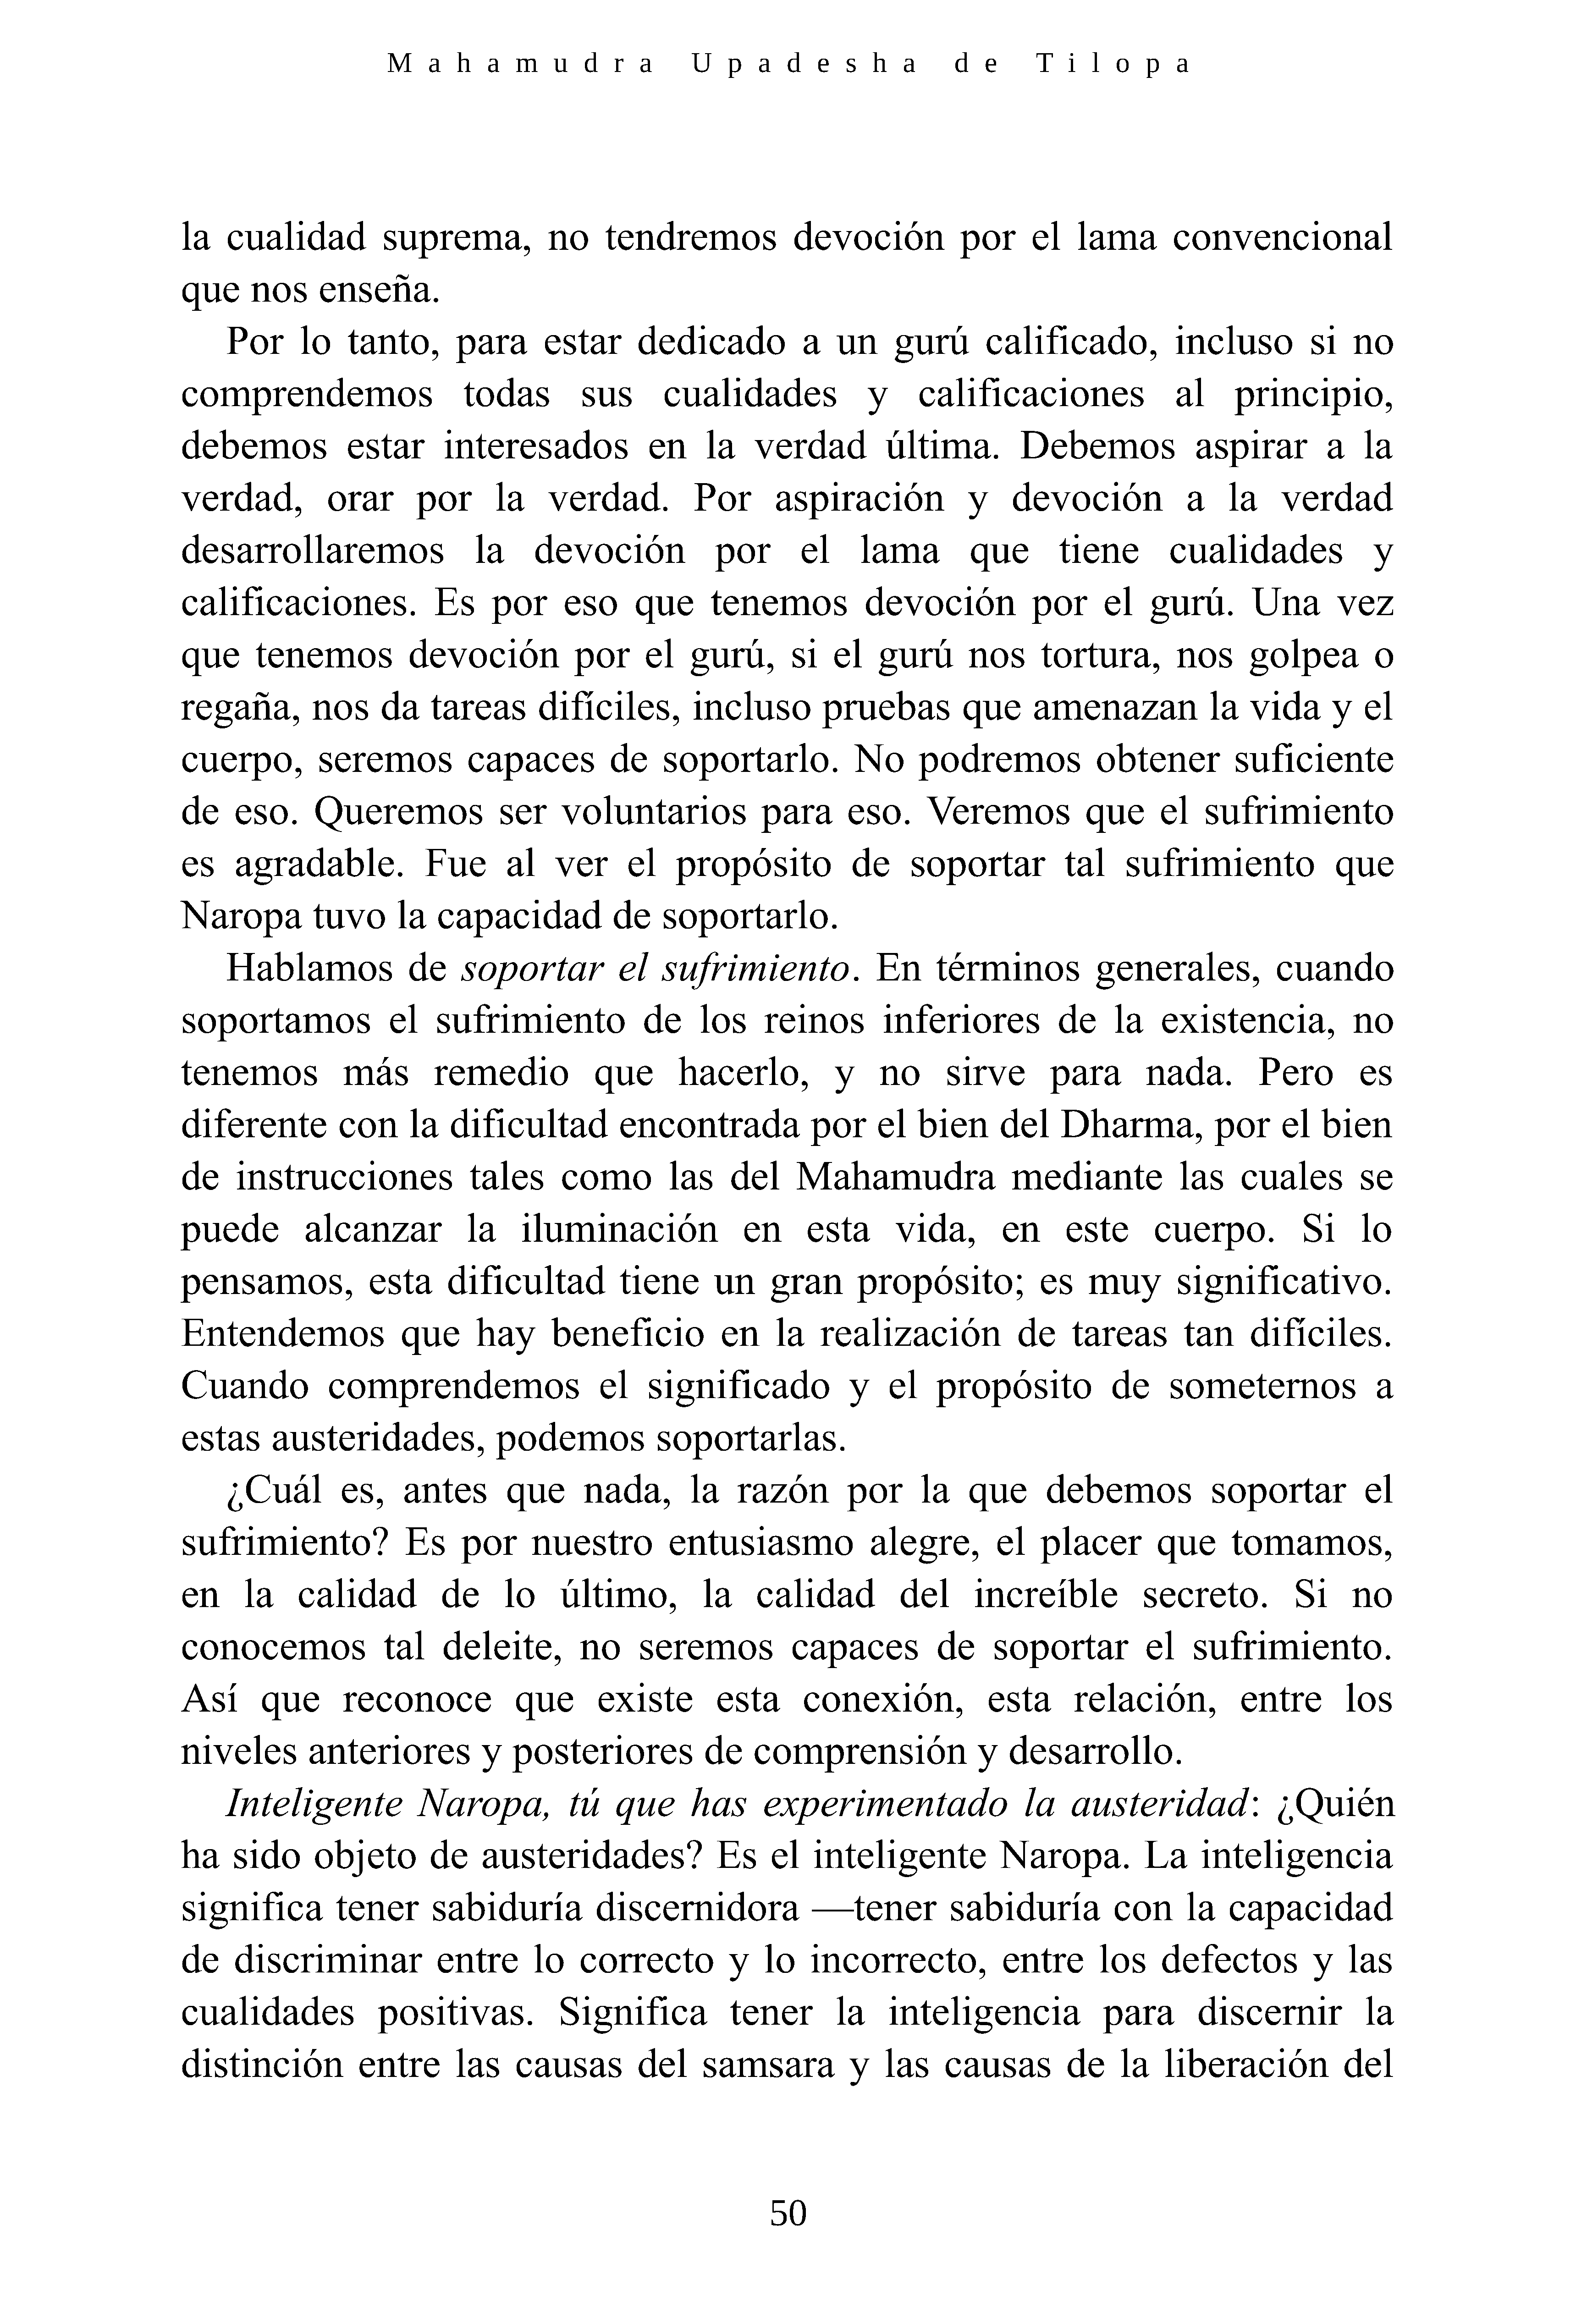 Mahamudra Upadesha de Tilopa
la cualidad suprema, no tendremos devoción por el lama convencional
que nos enseña.
Por lo tanto, para estar dedicado a un gurú calificado, incluso si no
comprendemos todas sus cualidades y calificaciones al principio,
debemos estar interesados en la verdad última. Debemos aspirar a la
verdad, orar por la verdad. Por aspiración y devoción a la verdad
desarrollaremos la devoción por el lama que tiene cualidades y
calificaciones. Es por eso que tenemos devoción por el gurú. Una vez
que tenemos devoción por el gurú, si el gurú nos tortura, nos golpea o
regaña, nos da tareas difíciles, incluso pruebas que amenazan la vida y el
cuerpo, seremos capaces de soportarlo. No podremos obtener suficiente
de eso. Queremos ser voluntarios para eso. Veremos que el sufrimiento
es agradable. Fue al ver el propósito de soportar tal sufrimiento que
Naropa tuvo la capacidad de soportarlo.
Hablamos de soportar el sufrimiento. En términos generales, cuando
soportamos el sufrimiento de los reinos inferiores de la existencia, no
tenemos más remedio que hacerlo, y no sirve para nada. Pero es
diferente con la dificultad encontrada por el bien del Dharma, por el bien
de instrucciones tales como las del Mahamudra mediante las cuales se
puede alcanzar la iluminación en esta vida, en este cuerpo. Si lo
pensamos, esta dificultad tiene un gran propósito; es muy significativo.
Entendemos que hay beneficio en la realización de tareas tan difíciles.
Cuando comprendemos el significado y el propósito de someternos a
estas austeridades, podemos soportarlas.
¿Cuál es, antes que nada, la razón por la que debemos soportar el
sufrimiento? Es por nuestro entusiasmo alegre, el placer que tomamos,
en la calidad de lo último, la calidad del increíble secreto. Si no
conocemos tal deleite, no seremos capaces de soportar el sufrimiento.
Así que reconoce que existe esta conexión, esta relación, entre los
niveles anteriores y posteriores de comprensión y desarrollo.
Inteligente Naropa, tú que has experimentado la austeridad: ¿Quién
ha sido objeto de austeridades? Es el inteligente Naropa. La inteligencia
significa tener sabiduría discernidora —tener sabiduría con la capacidad
de discriminar entre lo correcto y lo incorrecto, entre los defectos y las
cualidades positivas. Significa tener la inteligencia para discernir la
distinción entre las causas del samsara y las causas de la liberación del
50